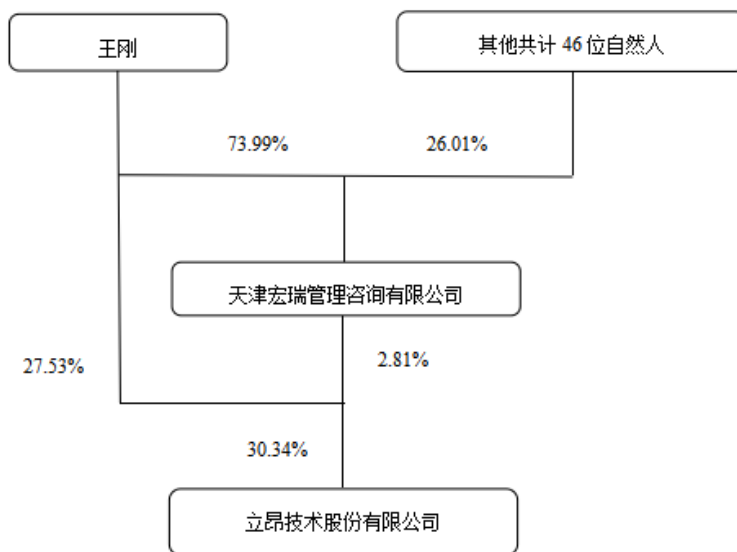 王刚
其他共计 46 位自然人
73.99%
26.01%
天津宏瑞管理咨询有限公司
27.53%
2.81%
30.34%
立昂技术股份有限公司